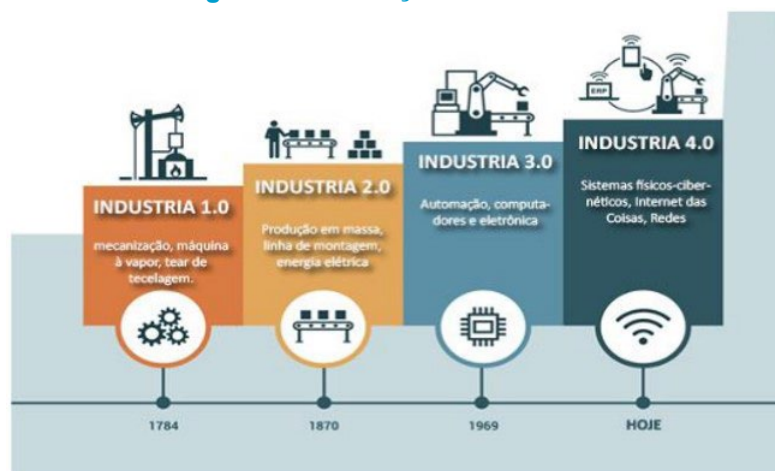 INDUSTRIA 1.0
mecanização, máquina
à vapor, tear de
tecelagem.
INDUSTRIA 2.0
Produção em massa,
linha de montagem,
energia elétrica
INDUSTRIA 3.0
Automação, computa-
dores e eletrônica
ERP
INDUSTRIA 4.0
Sistemas físicos-ciber-
néticos, Internet das
Coisas, Redes
1784
1870
1969
HOJE